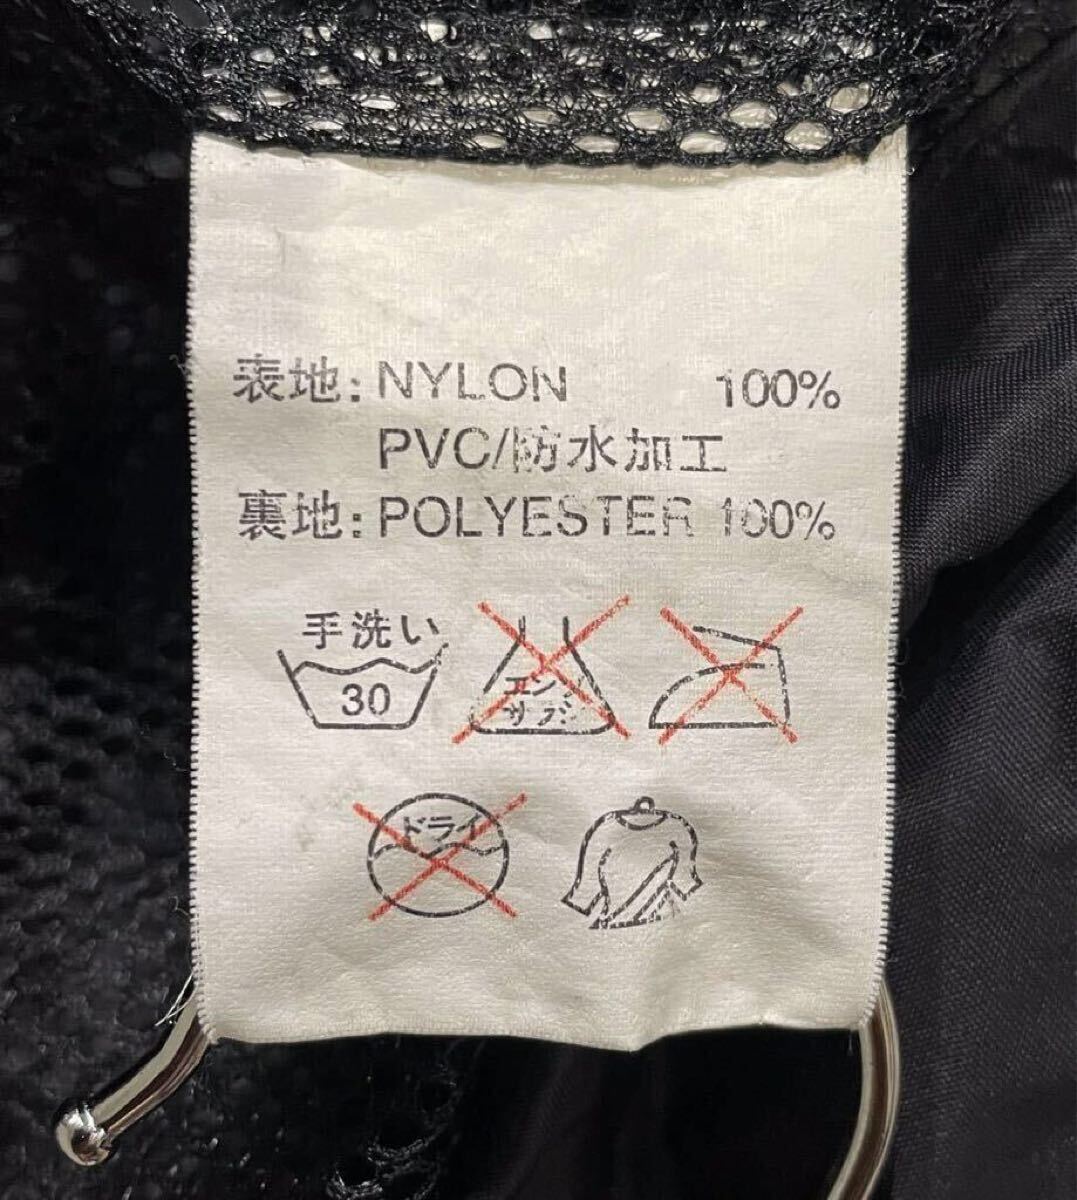 表地: NYLON 100%
PVC/防水加工
裏地: POLYESTER 100%
手洗い
30
エンソ
サラシ
ドライ